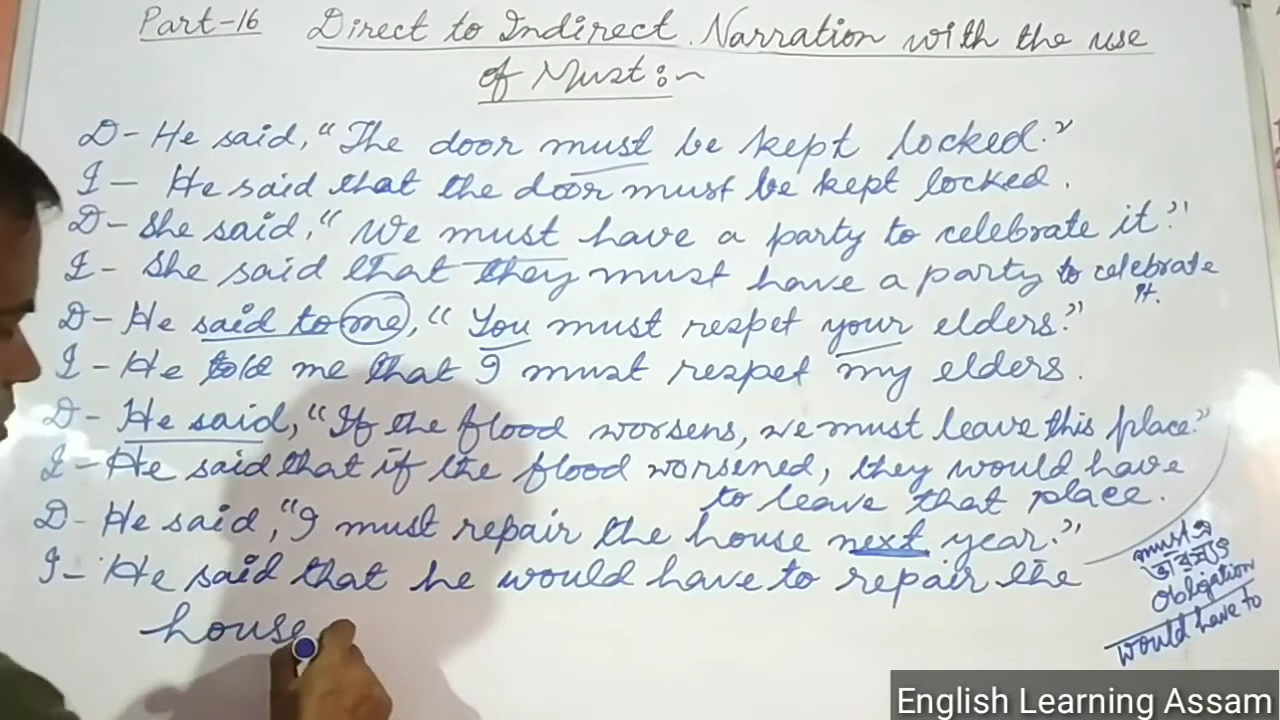 Part-16 Direct to Indirect Narration with the use
of Must:~
D- He said, "The door must be kept locked."
I- He said that the door must be kept locked.
D- She said, "We must have a party to celebrate it."
I- She said that they must have a party to celebrate
it.
D- He said to me, "You must respet your elders."
I- He told me that I must respet my elders.
D- He said, "If the flood worsens, we must leave this place."
I- He said that if the flood worsened, they would have
to leave that place.
D- He said, "I must repair the house next year."
I- He said that he would have to repair the
house
must এ
ভবিষ্যৎ
Obligation
would have to
English Learning Assam